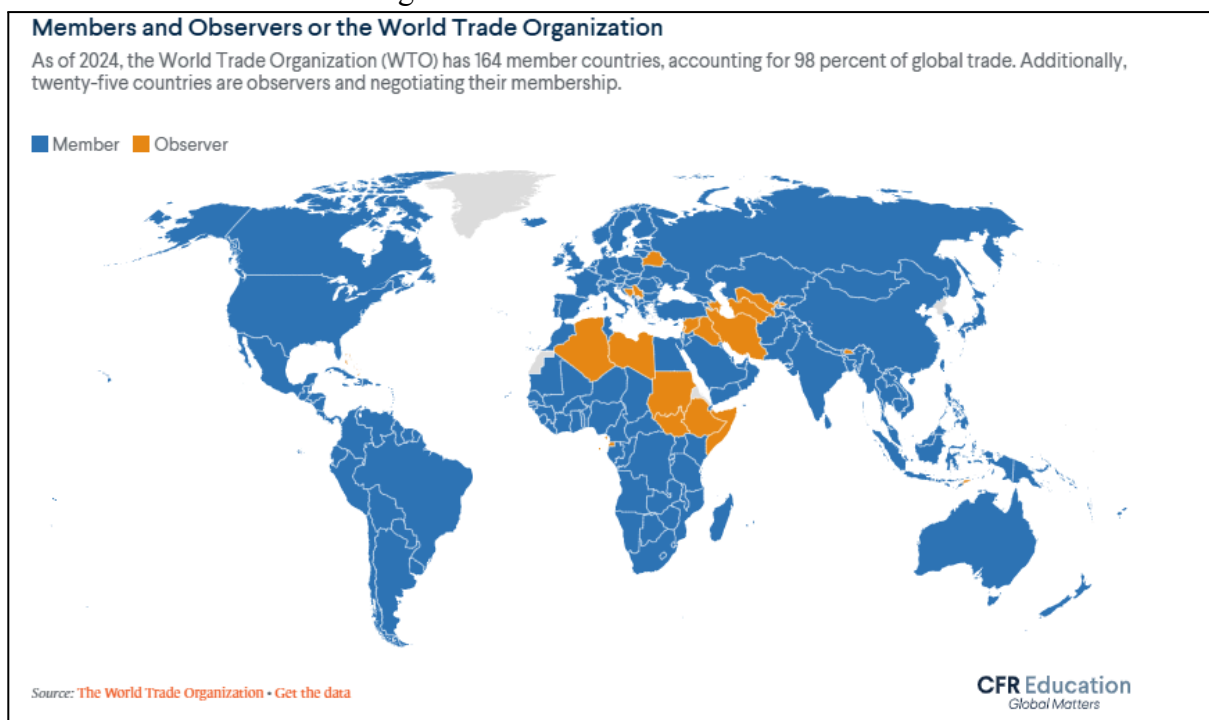 Members and Observers or the World Trade Organization
As of 2024, the World Trade Organization (WTO) has 164 member countries, accounting for 98 percent of global trade. Additionally,
twenty-five countries are observers and negotiating their membership.
Member Observer
Source: The World Trade Organization • Get the data
CFR Education
Global Matters